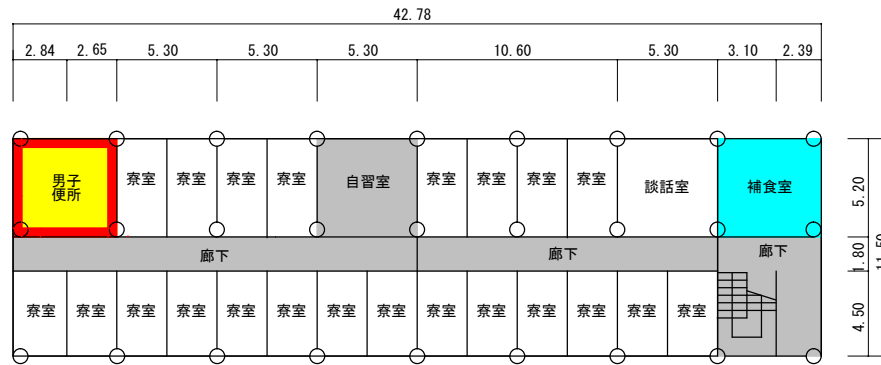 42.78
2.84 2.65 5.30 5.30 5.30 10.60 5.30 3.10 2.39
男子
便所
寮室 寮室 寮室 寮室 自習室 寮室 寮室 寮室 寮室 談話室 補食室
5.20
廊下 廊下 廊下
1.80
11.50
寮室 寮室 寮室 寮室 寮室 寮室 寮室 寮室 寮室 寮室 寮室 寮室 寮室 寮室
4.50